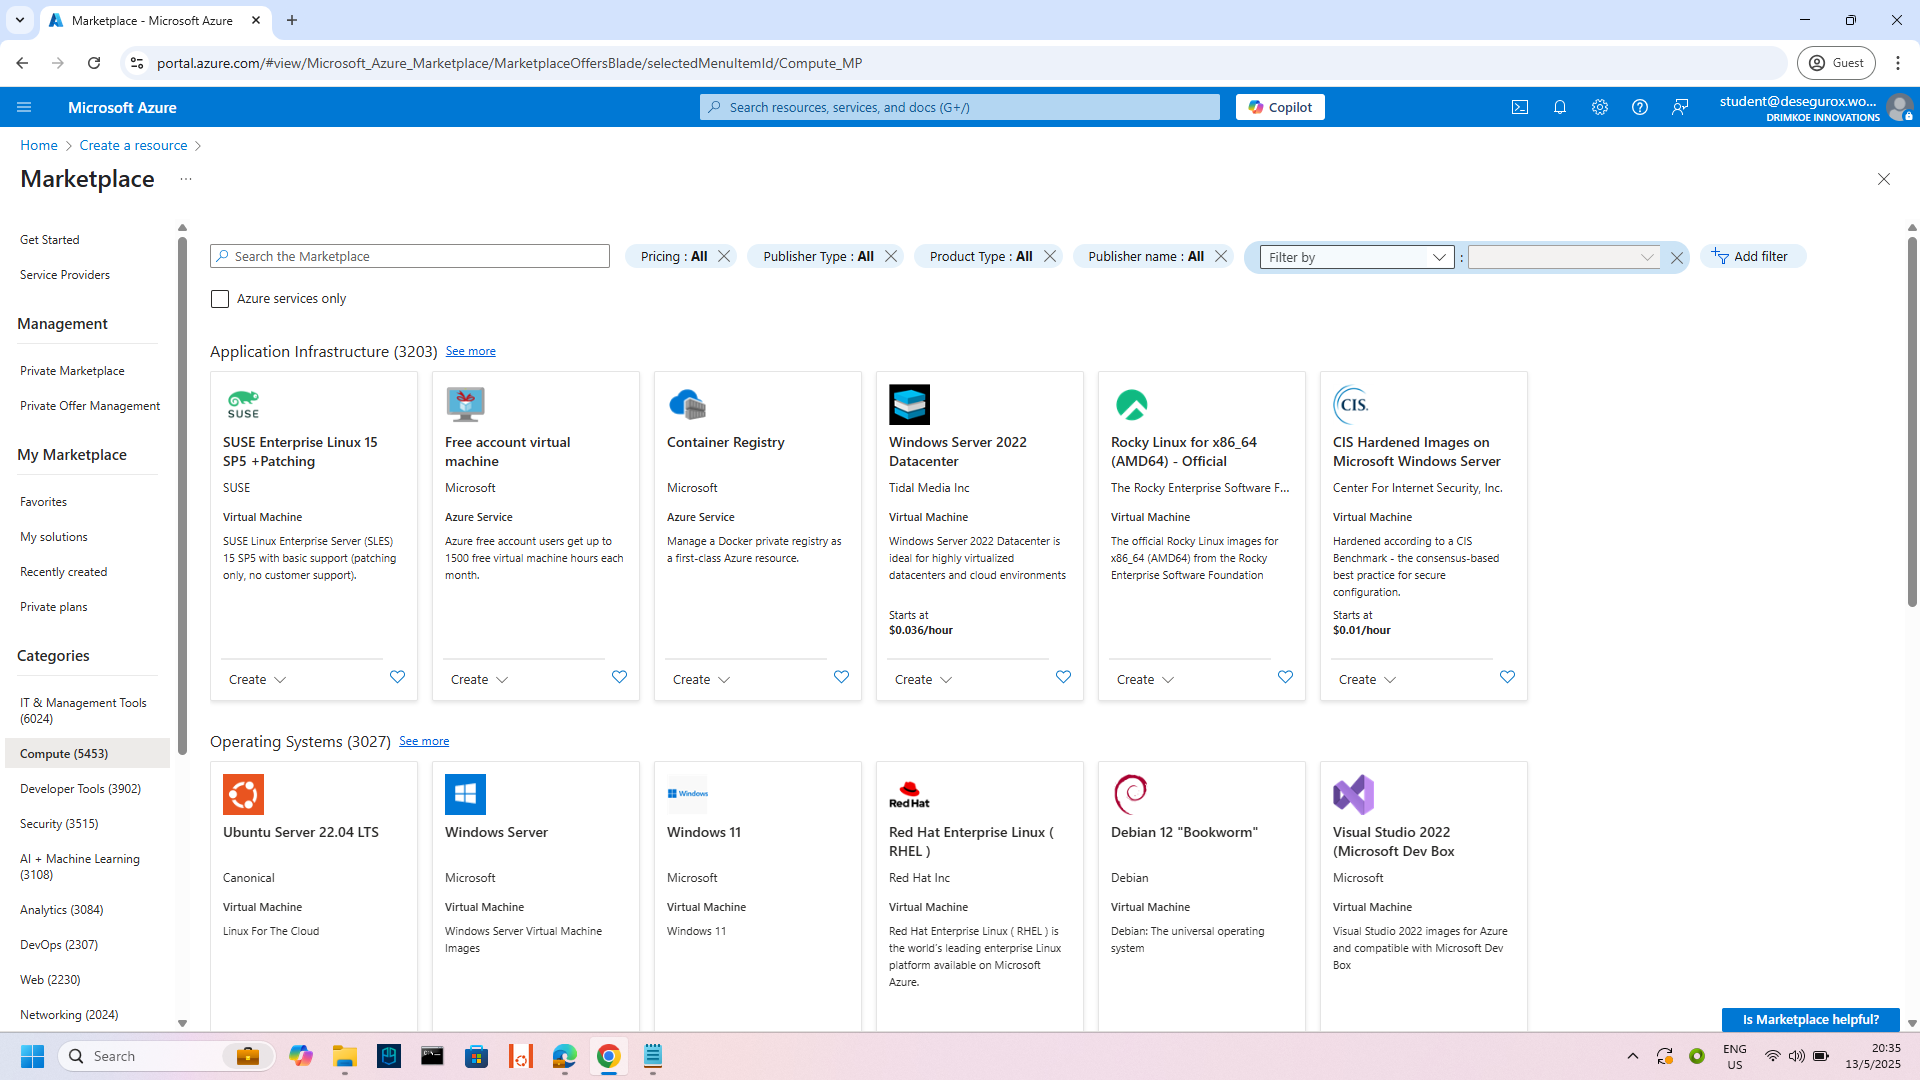 Marketplace - Microsoft Azure
portal.azure.com/#view/Microsoft_Azure_Marketplace/MarketplaceOffersBlade/selectedMenuItemId/Compute_MP
Guest
Microsoft Azure
Search resources, services, and docs (G+/)
Copilot
student@desegurox.wo...
DRIMKOE INNOVATIONS
Home
Create a resource
Marketplace
Get Started
Service Providers
Management
Private Marketplace
Private Offer Management
My Marketplace
Favorites
My solutions
Recently created
Private plans
Categories
IT & Management Tools
(6024)
Compute (5453)
Developer Tools (3902)
Security (3515)
AI + Machine Learning
(3108)
Analytics (3084)
DevOps (2307)
Web (2230)
Networking (2024)
Search the Marketplace
Pricing : All
Publisher Type : All
Product Type : All
Publisher name : All
Filter by
:
Add filter
Azure services only
Application Infrastructure (3203) See more
SUSE
SUSE Enterprise Linux 15
SP5 +Patching
SUSE
Virtual Machine
SUSE Linux Enterprise Server (SLES)
15 SP5 with basic support (patching
only, no customer support).
Create
Free account virtual
machine
Microsoft
Azure Service
Azure free account users get up to
1500 free virtual machine hours each
month.
Create
Container Registry
Microsoft
Azure Service
Manage a Docker private registry as
a first-class Azure resource.
Create
Windows Server 2022
Datacenter
Tidal Media Inc
Virtual Machine
Windows Server 2022 Datacenter is
ideal for highly virtualized
datacenters and cloud environments
Starts at
$0.036/hour
Create
Rocky Linux for x86_64
(AMD64) - Official
The Rocky Enterprise Software F...
Virtual Machine
The official Rocky Linux images for
x86_64 (AMD64) from the Rocky
Enterprise Software Foundation
Create
CIS.
CIS Hardened Images on
Microsoft Windows Server
Center For Internet Security, Inc.
Virtual Machine
Hardened according to a CIS
Benchmark - the consensus-based
best practice for secure
configuration.
Starts at
$0.01/hour
Create
Operating Systems (3027) See more
Ubuntu Server 22.04 LTS
Canonical
Virtual Machine
Linux For The Cloud
Windows Server
Microsoft
Virtual Machine
Windows Server Virtual Machine
Images
Windows
Windows 11
Microsoft
Virtual Machine
Windows 11
Red Hat
Red Hat Enterprise Linux (
RHEL )
Red Hat Inc
Virtual Machine
Red Hat Enterprise Linux ( RHEL ) is
the world's leading enterprise Linux
platform available on Microsoft
Azure.
Debian 12 "Bookworm"
Debian
Virtual Machine
Debian: The universal operating
system
Visual Studio 2022
(Microsoft Dev Box
Microsoft
Virtual Machine
Visual Studio 2022 images for Azure
and compatible with Microsoft Dev
Box
Is Marketplace helpful?
Search
ENG
US
20:35
13/5/2025